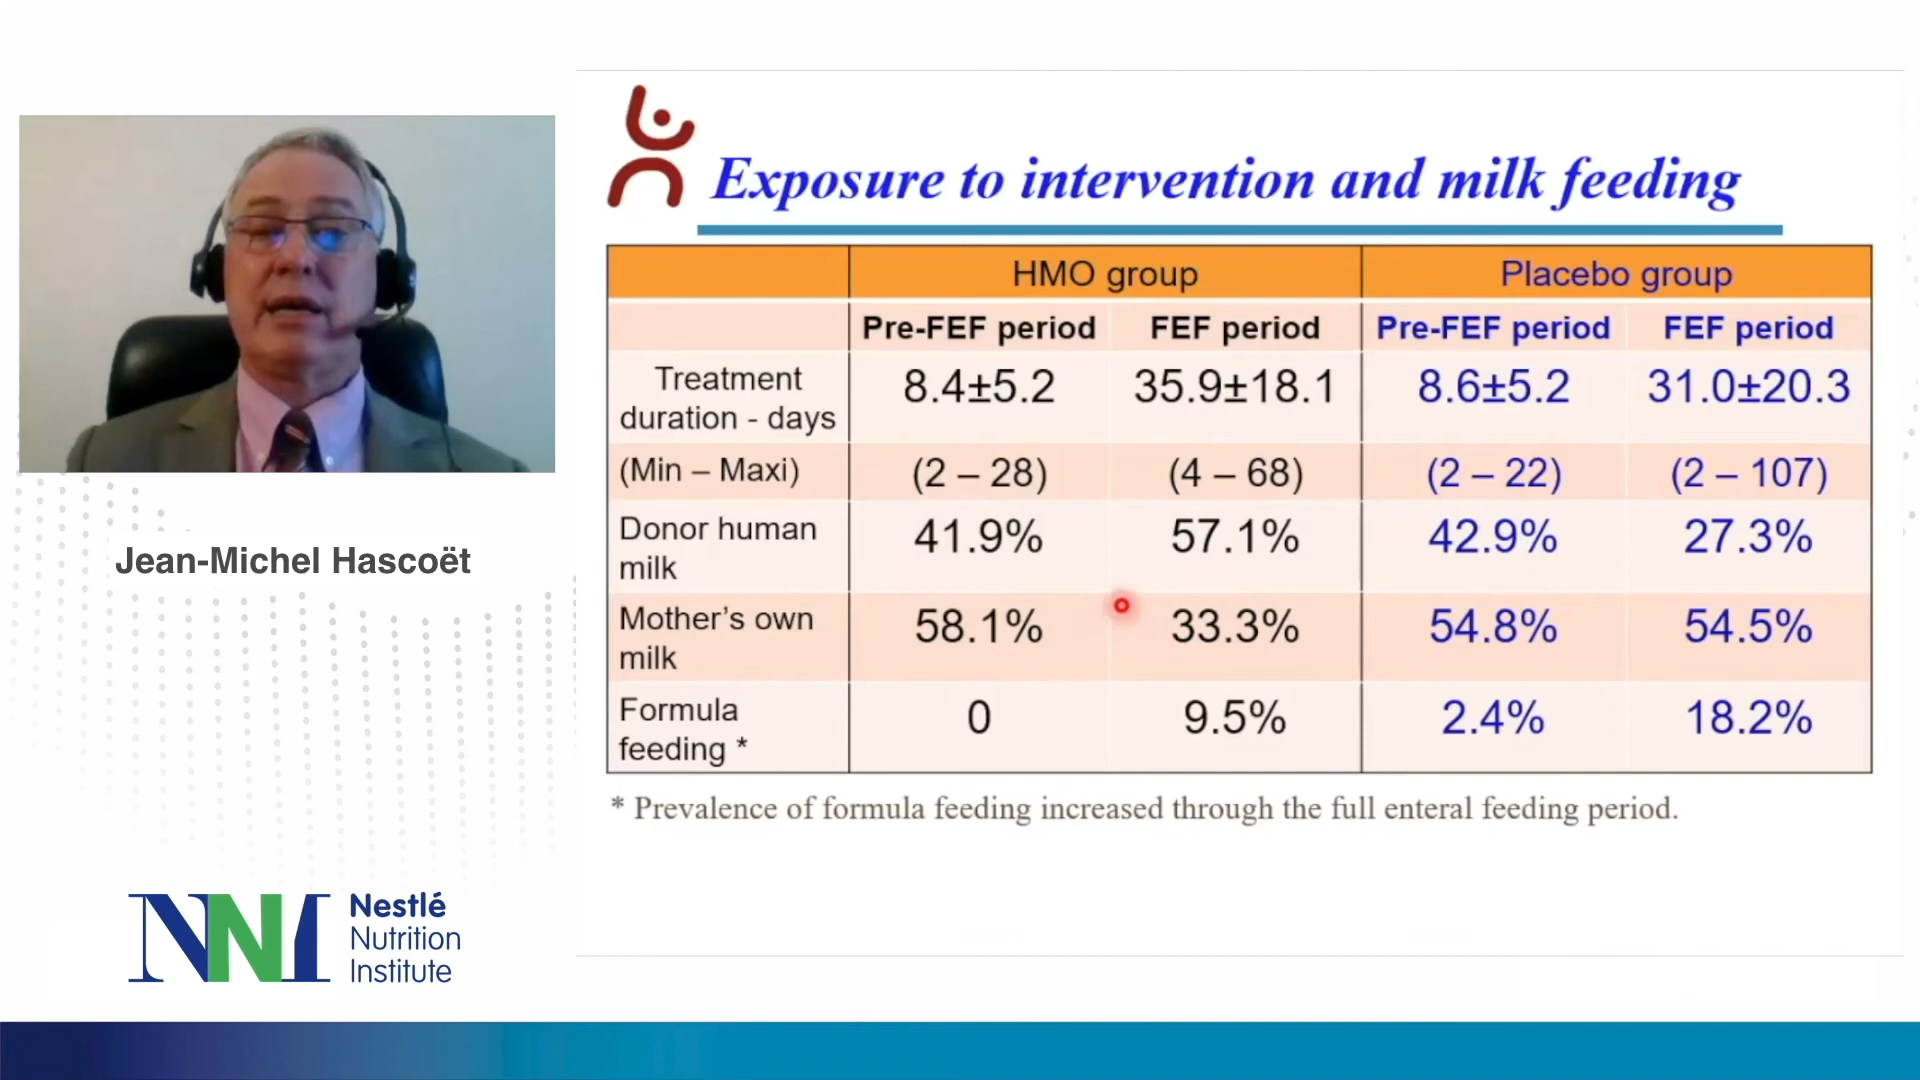 Exposure to intervention and milk feeding
HMO group Placebo group
Pre-FEF period FEF period Pre-FEF period FEF period
Treatment duration - days 8.4±5.2 35.9±18.1 8.6±5.2 31.0±20.3
(Min – Maxi) (2 – 28) (4 – 68) (2 – 22) (2 – 107)
Donor human milk 41.9% 57.1% 42.9% 27.3%
Mother’s own milk 58.1% 33.3% 54.8% 54.5%
Formula feeding * 0 9.5% 2.4% 18.2%
* Prevalence of formula feeding increased through the full enteral feeding period.
Jean-Michel Hascoët
NNI
Nestlé
Nutrition
Institute